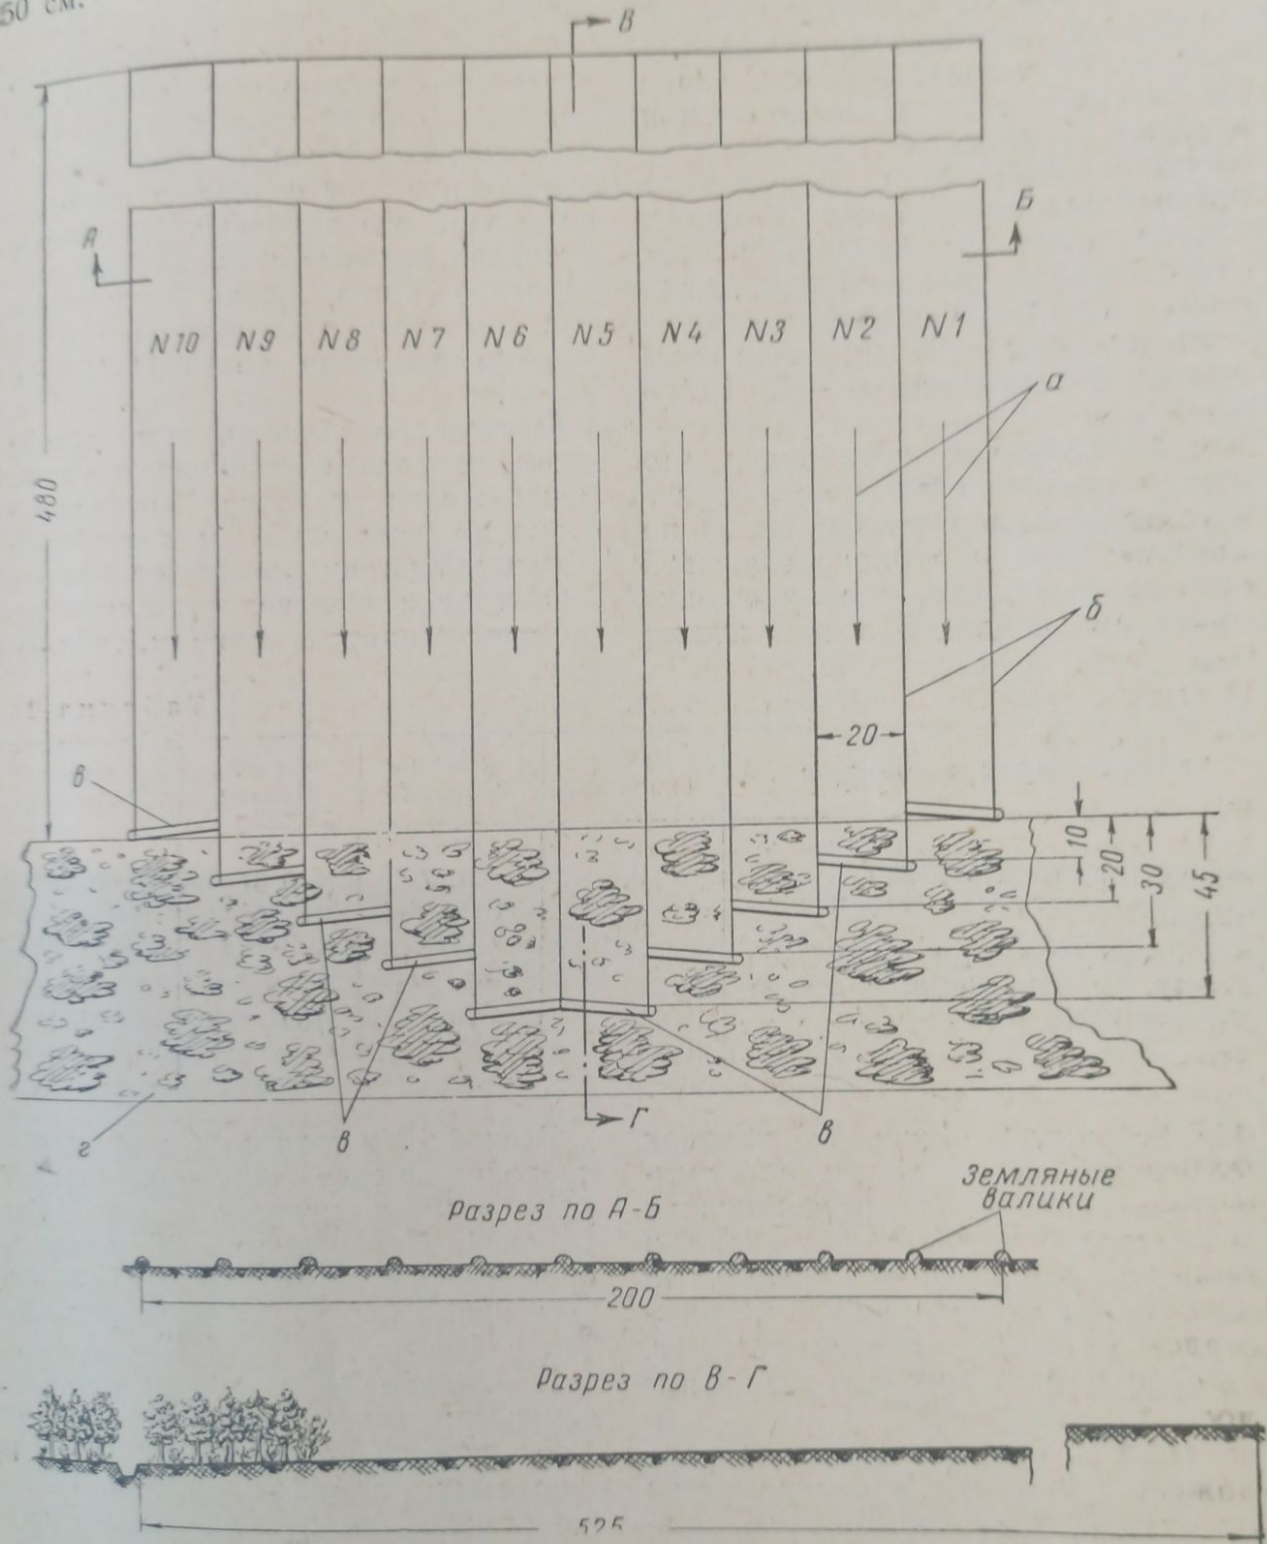 50 см.
В
А
Б
N10 N9 N8 N7 N6 N5 N4 N3 N2 N1
а
480
б
20
в
10
20
30
45
г
в
Г
в
Разрез по А-Б
Земляные
валики
200
Разрез по В-Г
525